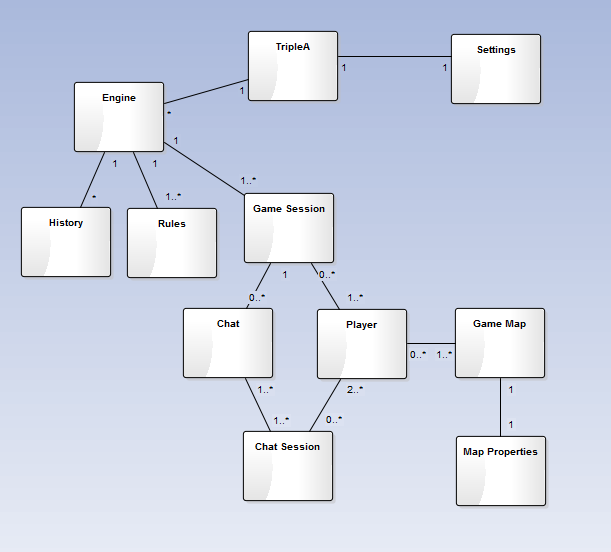 TripleA
Settings
1
1
Engine
1
*
1
1
1
1..*
*
1..*
History
Rules
Game Session
1
0..*
0..*
1..*
Chat
Player
Game Map
0..*
1..*
1..*
2..*
1
1..*
0..*
1
Chat Session
Map Properties